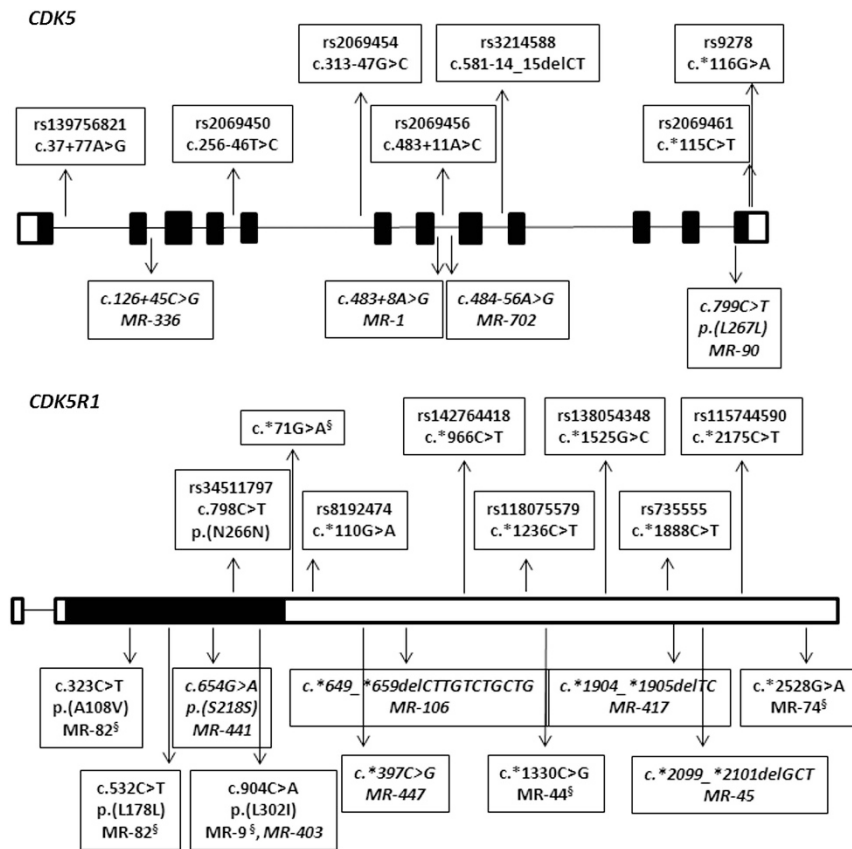 CDK5
rs139756821
c.37+77A>G
rs2069450
c.256-46T>C
rs2069454
c.313-47G>C
rs2069456
c.483+11A>C
rs3214588
c.581-14_15delCT
rs2069461
c.*115C>T
rs9278
c.*116G>A
c.126+45C>G
MR-336
c.483+8A>G
MR-1
c.484-56A>G
MR-702
c.799C>T
p.(L267L)
MR-90
CDK5R1
rs34511797
c.798C>T
p.(N266N)
c.*71G>A§
rs8192474
c.*110G>A
rs142764418
c.*966C>T
rs118075579
c.*1236C>T
rs138054348
c.*1525G>C
rs735555
c.*1888C>T
rs115744590
c.*2175C>T
c.323C>T
p.(A108V)
MR-82§
c.532C>T
p.(L178L)
MR-82§
c.654G>A
p.(S218S)
MR-441
c.904C>A
p.(L302I)
MR-9§, MR-403
c.*397C>G
MR-447
c.*649_*659delCTTGTCTGCTG
MR-106
c.*1330C>G
MR-44§
c.*1904_*1905delTC
MR-417
c.*2099_*2101delGCT
MR-45
c.*2528G>A
MR-74§